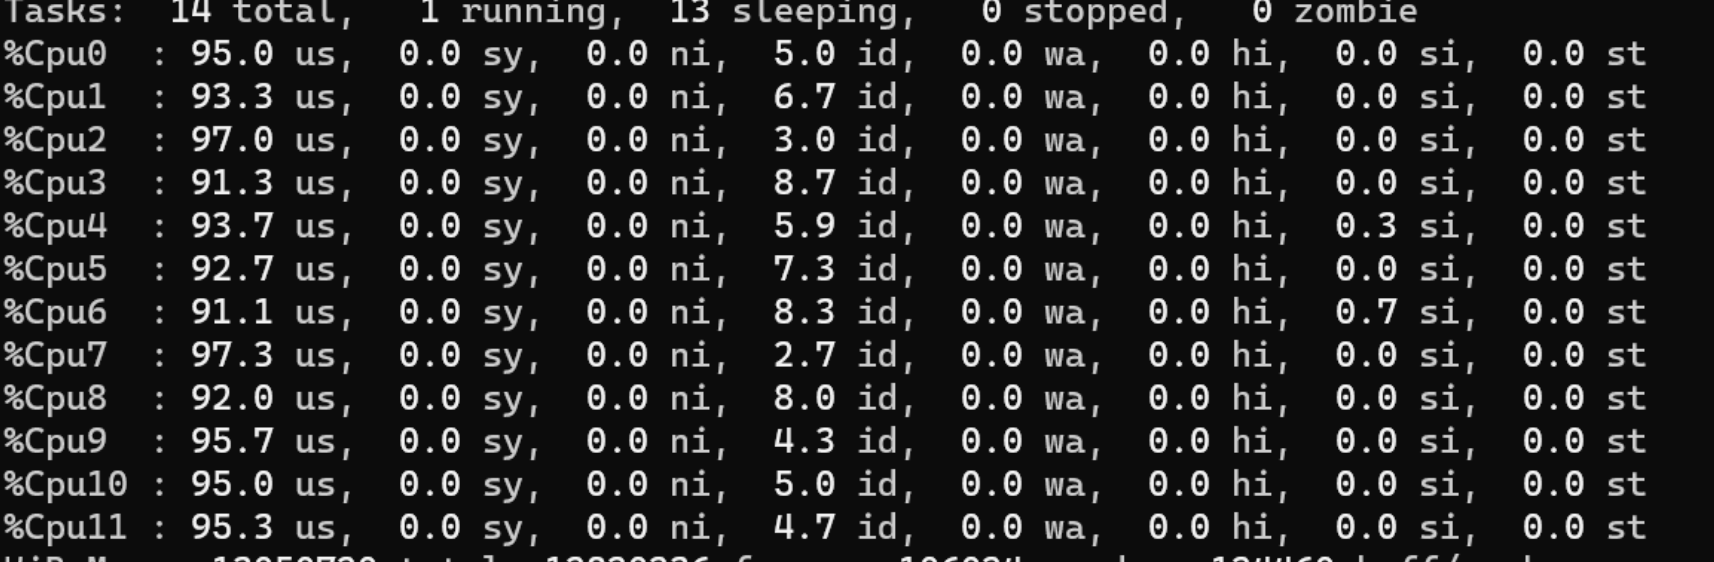 Tasks:  14 total,   1 running,  13 sleeping,   0 stopped,   0 zombie
%Cpu0  : 95.0 us,  0.0 sy,  0.0 ni,  5.0 id,  0.0 wa,  0.0 hi,  0.0 si,  0.0 st
%Cpu1  : 93.3 us,  0.0 sy,  0.0 ni,  6.7 id,  0.0 wa,  0.0 hi,  0.0 si,  0.0 st
%Cpu2  : 97.0 us,  0.0 sy,  0.0 ni,  3.0 id,  0.0 wa,  0.0 hi,  0.0 si,  0.0 st
%Cpu3  : 91.3 us,  0.0 sy,  0.0 ni,  8.7 id,  0.0 wa,  0.0 hi,  0.0 si,  0.0 st
%Cpu4  : 93.7 us,  0.0 sy,  0.0 ni,  5.9 id,  0.0 wa,  0.0 hi,  0.3 si,  0.0 st
%Cpu5  : 92.7 us,  0.0 sy,  0.0 ni,  7.3 id,  0.0 wa,  0.0 hi,  0.0 si,  0.0 st
%Cpu6  : 91.1 us,  0.0 sy,  0.0 ni,  8.3 id,  0.0 wa,  0.0 hi,  0.7 si,  0.0 st
%Cpu7  : 97.3 us,  0.0 sy,  0.0 ni,  2.7 id,  0.0 wa,  0.0 hi,  0.0 si,  0.0 st
%Cpu8  : 92.0 us,  0.0 sy,  0.0 ni,  8.0 id,  0.0 wa,  0.0 hi,  0.0 si,  0.0 st
%Cpu9  : 95.7 us,  0.0 sy,  0.0 ni,  4.3 id,  0.0 wa,  0.0 hi,  0.0 si,  0.0 st
%Cpu10 : 95.0 us,  0.0 sy,  0.0 ni,  5.0 id,  0.0 wa,  0.0 hi,  0.0 si,  0.0 st
%Cpu11 : 95.3 us,  0.0 sy,  0.0 ni,  4.7 id,  0.0 wa,  0.0 hi,  0.0 si,  0.0 st